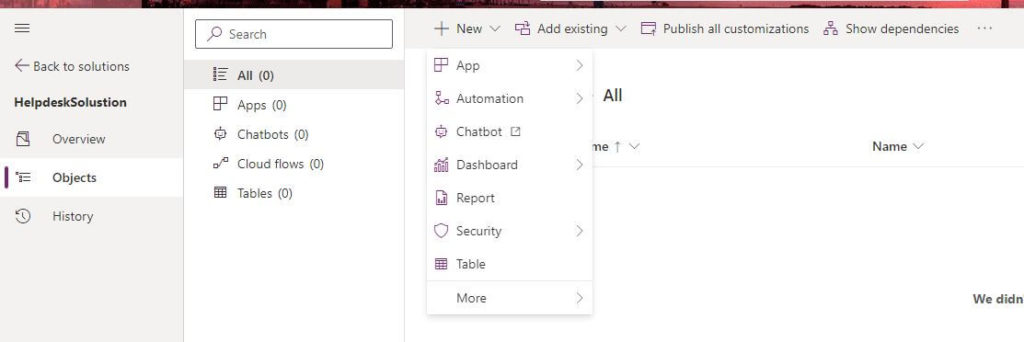 Search
New
Add existing
Publish all customizations
Show dependencies
Back to solutions
HelpdeskSolustion
Overview
Objects
History
All (0)
Apps (0)
Chatbots (0)
Cloud flows (0)
Tables (0)
App
Automation
Chatbot
Dashboard
Report
Security
Table
More
All
me ↑
Name
We didn